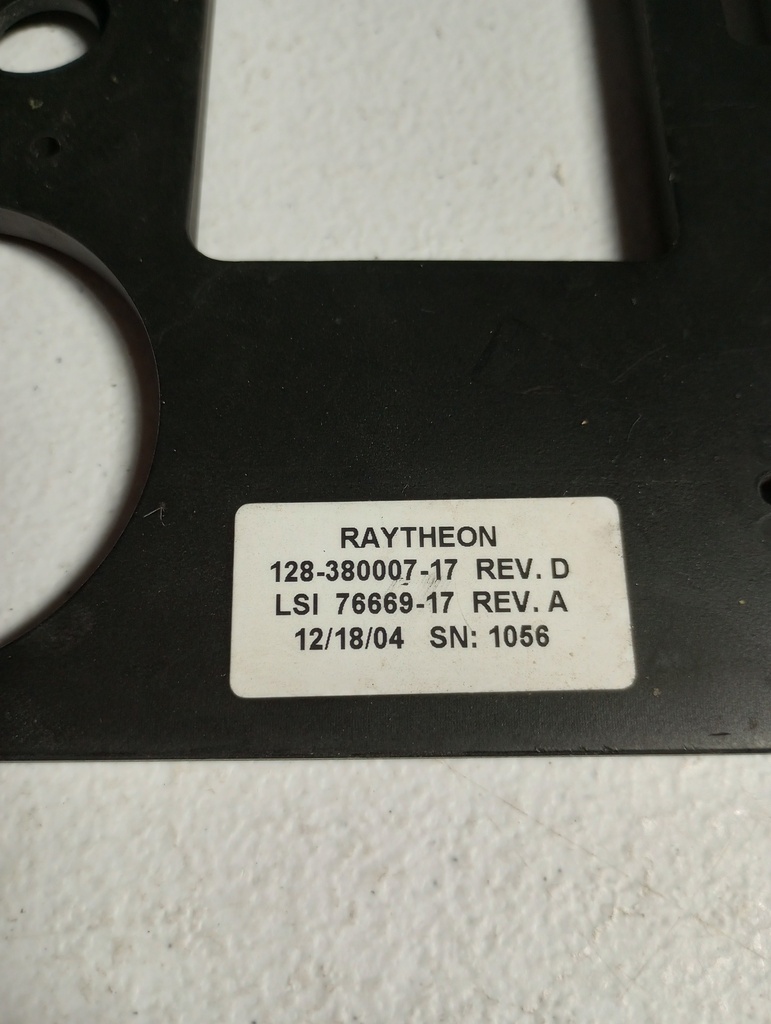 RAYTHEON
128-380007-17 REV. D
LSI 76669-17 REV. A
12/18/04 SN: 1056